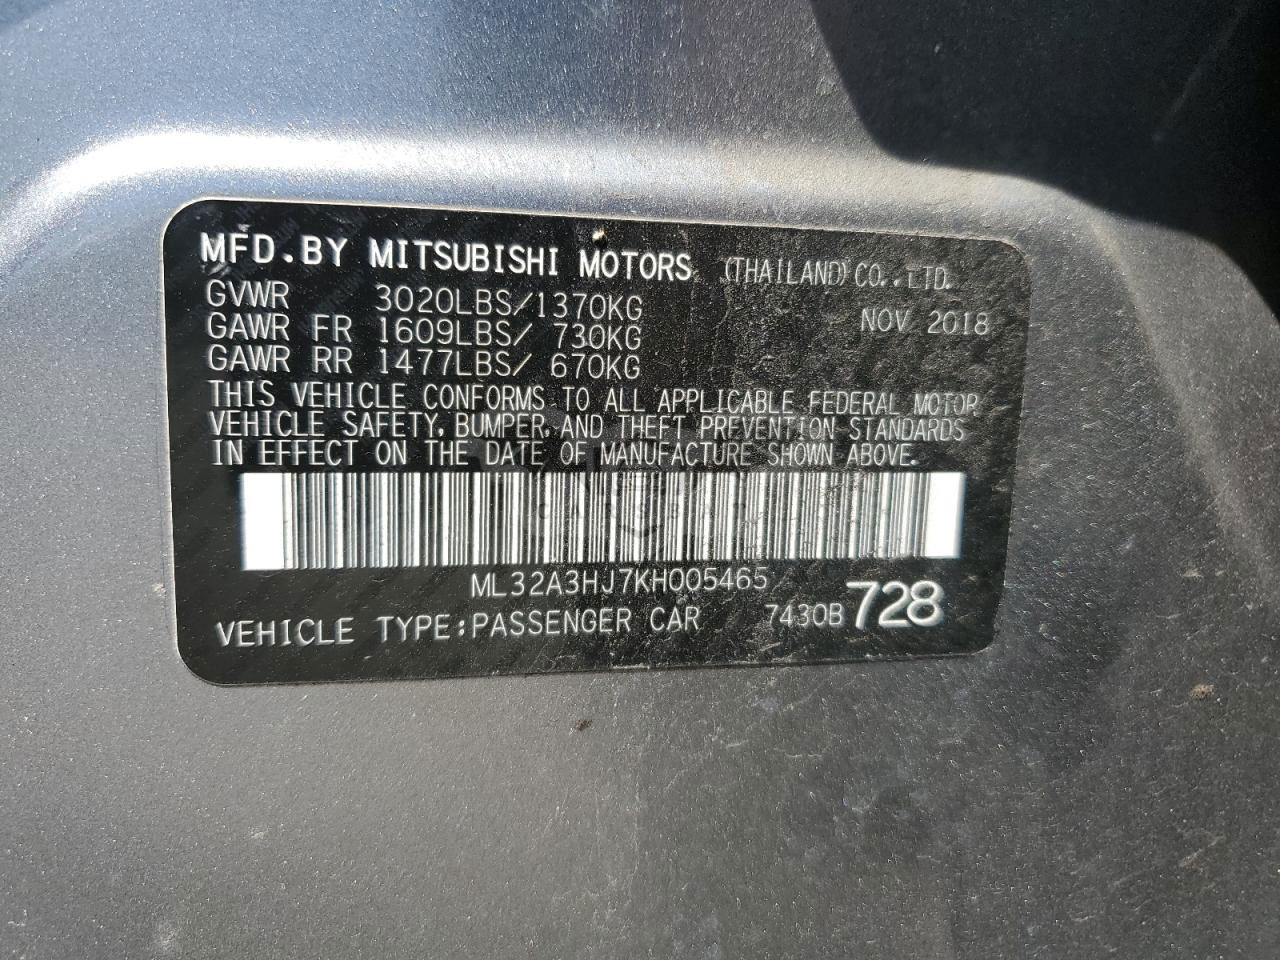 MFD.BY MITSUBISHI MOTORS (THAILAND) CO.,LTD.
GVWR 3020LBS/1370KG NOV 2018
GAWR FR 1609LBS/ 730KG
GAWR RR 1477LBS/ 670KG
THIS VEHICLE CONFORMS TO ALL APPLICABLE FEDERAL MOTOR
VEHICLE SAFETY, BUMPER, AND THEFT PREVENTION STANDARDS
IN EFFECT ON THE DATE OF MANUFACTURE SHOWN ABOVE.
ML32A3HJ7KH005465
VEHICLE TYPE:PASSENGER CAR 7430B 728